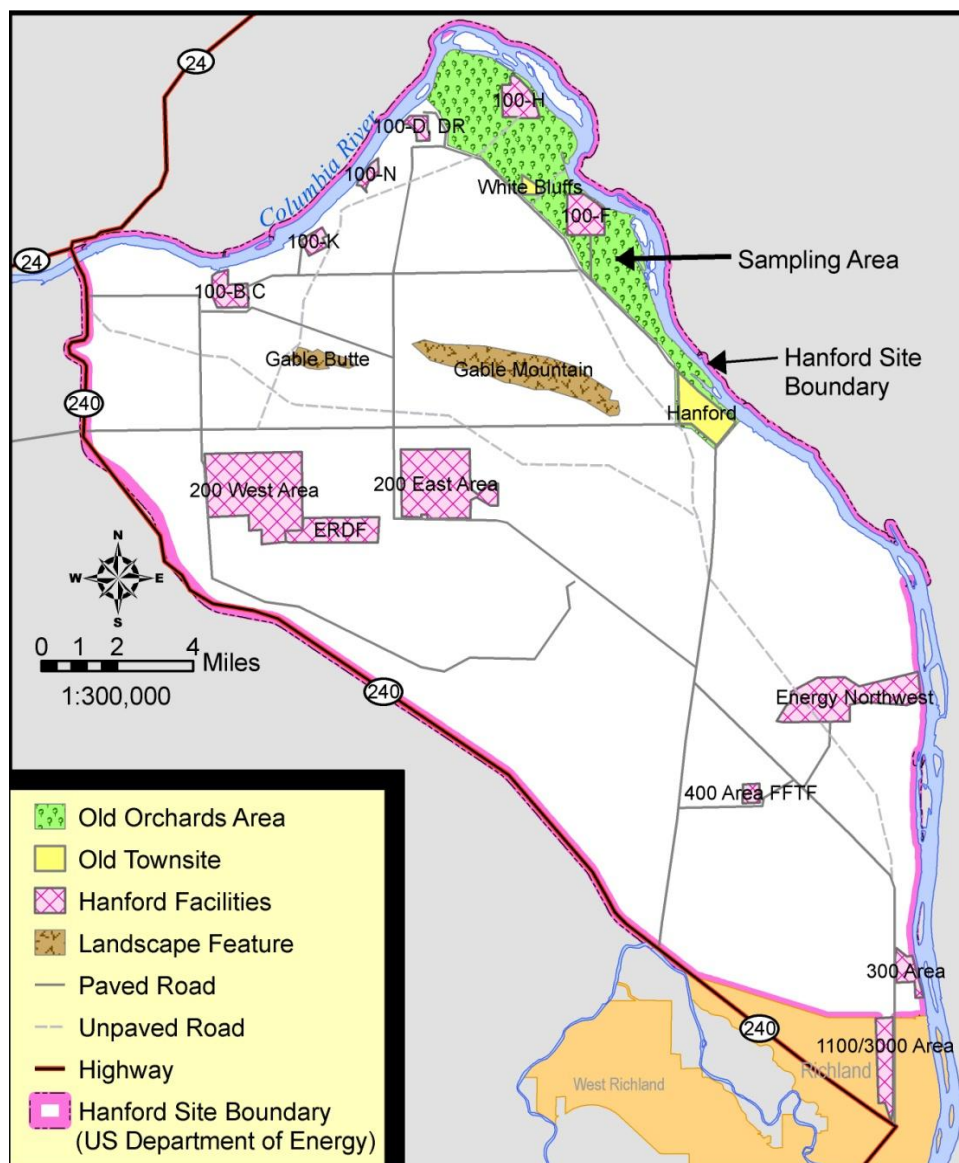 24
100-H
100-D, DR
Columbia River
100-N
White Bluffs
100-F
100-K
24
Sampling Area
100-B,C
Gable Butte
Gable Mountain
Hanford Site
Boundary
240
Hanford
200 West Area
200 East Area
ERDF
N
W E
S
0 1 2 4 Miles
1:300,000
240
Energy Northwest
400 Area FFTF
Old Orchards Area
Old Townsite
Hanford Facilities
Landscape Feature
Paved Road
Unpaved Road
Highway
Hanford Site Boundary
(US Department of Energy)
300 Area
240
1100/3000 Area
Richland
West Richland